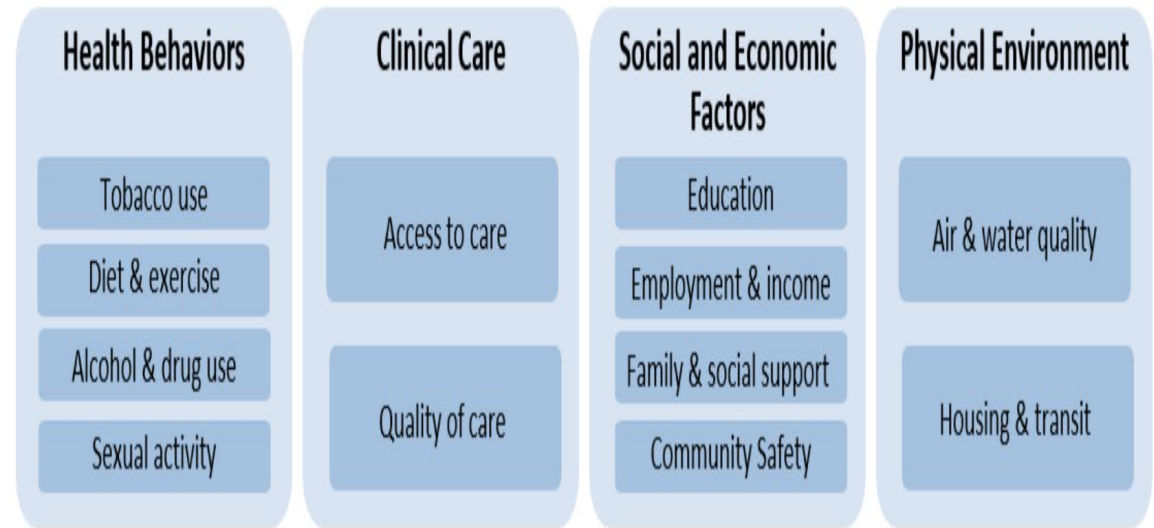 Health Behaviors
Tobacco use
Diet & exercise
Alcohol & drug use
Sexual activity
Clinical Care
Access to care
Quality of care
Social and Economic
Factors
Education
Employment & income
Family & social support
Community Safety
Physical Environment
Air & water quality
Housing & transit